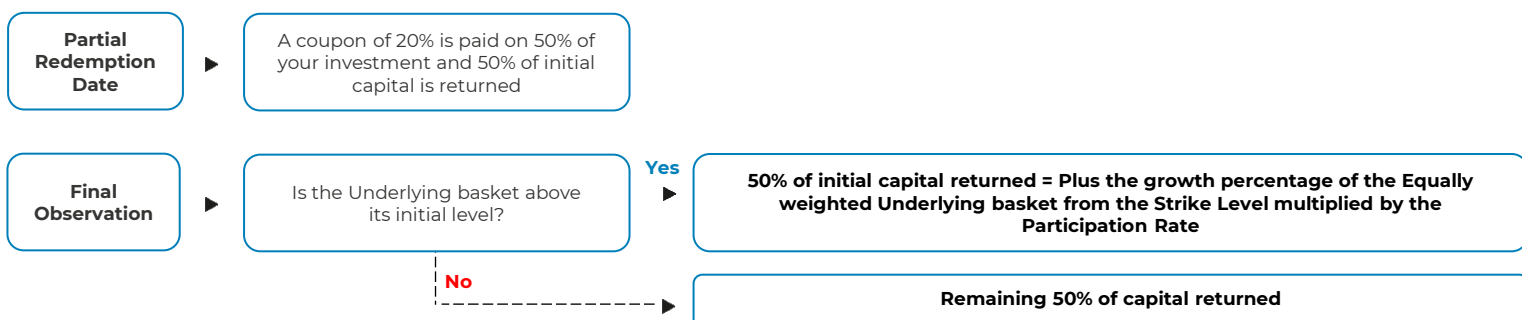 Partial
Redemption
Date
A coupon of 20% is paid on 50% of
your investment and 50% of initial
capital is returned
Final
Observation
Is the Underlying basket above
its initial level?
Yes
50% of initial capital returned = Plus the growth percentage of the Equally
weighted Underlying basket from the Strike Level multiplied by the
Participation Rate
No
Remaining 50% of capital returned